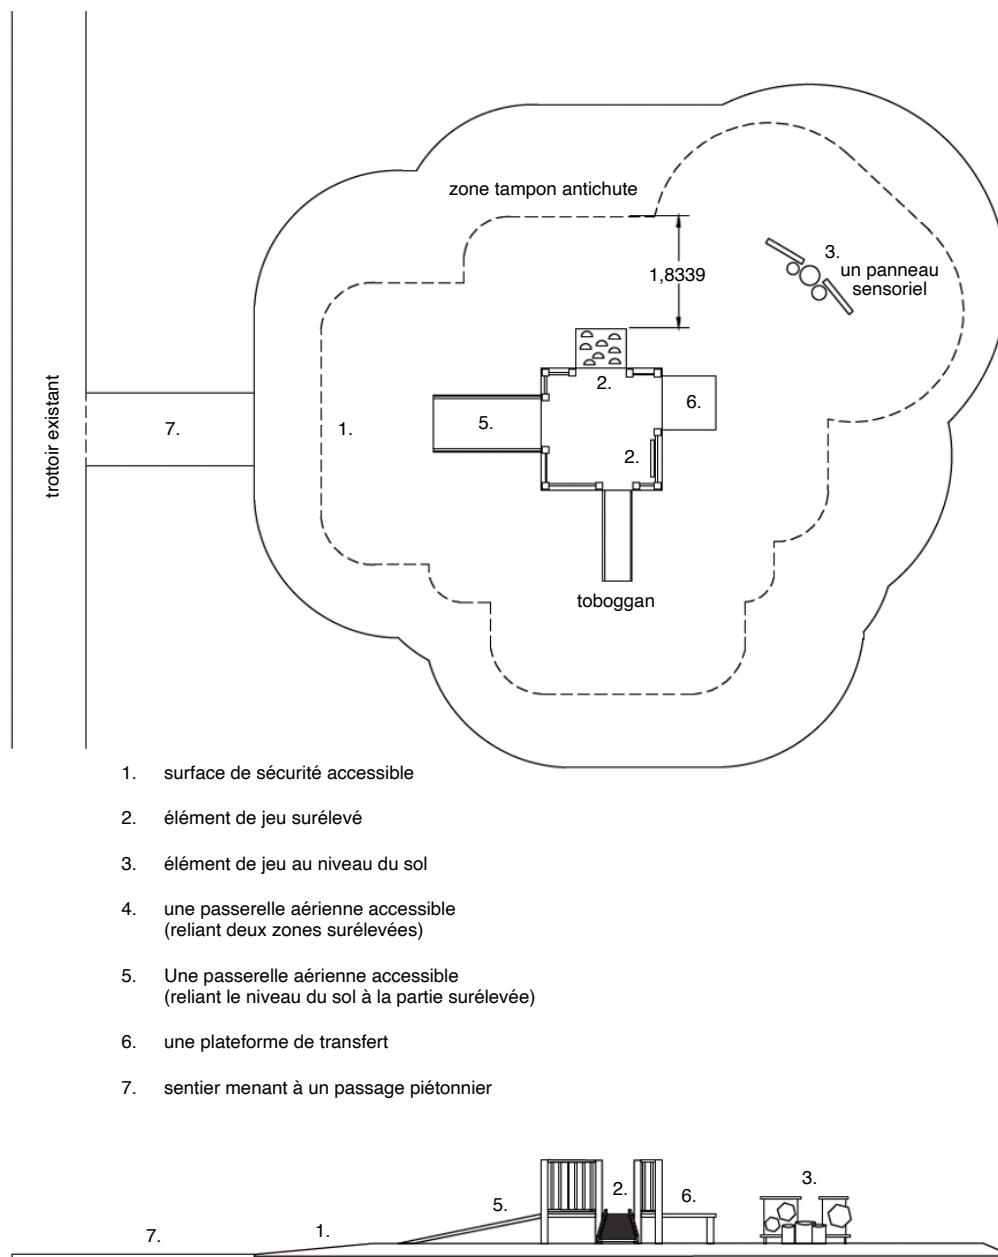 zone tampon antichute
1,8339
3.
un panneau
sensoriel
trottoir existant
7.
1.
5.
2.
6.
2.
toboggan
1. surface de sécurité accessible
2. élément de jeu surélevé
3. élément de jeu au niveau du sol
4. une passerelle aérienne accessible
(reliant deux zones surélevées)
5. Une passerelle aérienne accessible
(reliant le niveau du sol à la partie surélevée)
6. une plateforme de transfert
7. sentier menant à un passage piétonnier
7.
1.
5.
2.
6.
3.